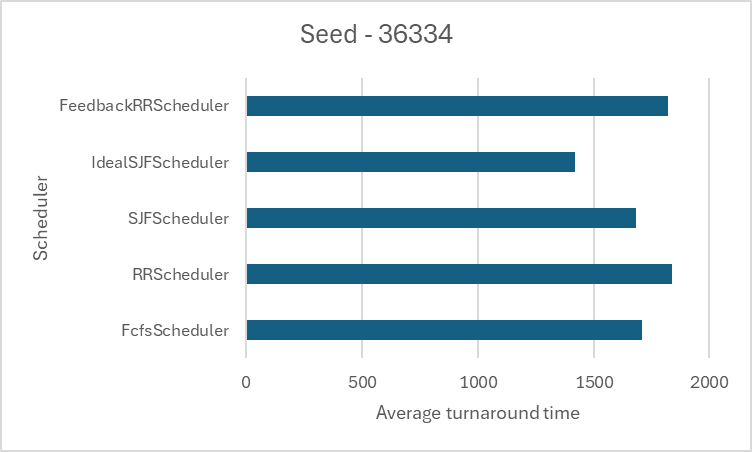 Seed - 36334
Scheduler
FeedbackRRScheduler
IdealSJFScheduler
SJFScheduler
RRScheduler
FcfsScheduler
0 500 1000 1500 2000
Average turnaround time